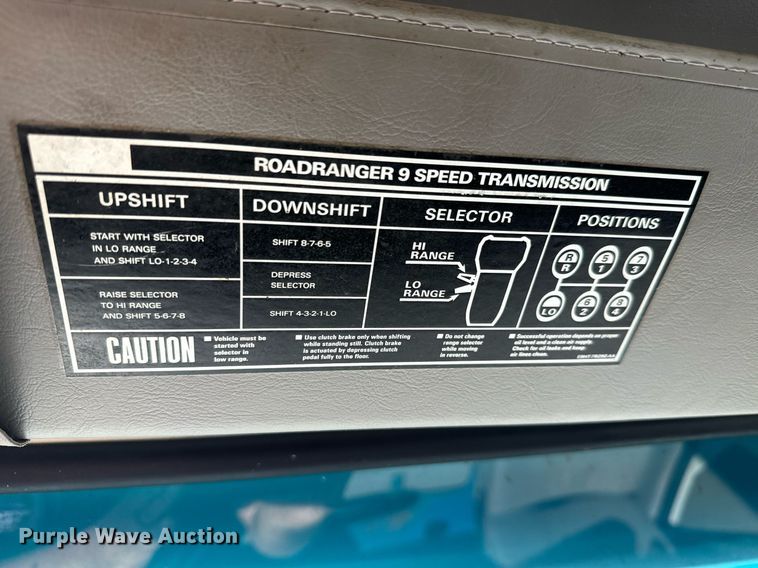 ROADRANGER 9 SPEED TRANSMISSION
UPSHIFT
START WITH SELECTOR
IN LO RANGE
AND SHIFT LO-1-2-3-4
RAISE SELECTOR
TO HI RANGE
AND SHIFT 5-6-7-8
DOWNSHIFT
SHIFT 8-7-6-5
DEPRESS
SELECTOR
SHIFT 4-3-2-1-LO
SELECTOR
HI
RANGE
LO
RANGE
POSITIONS
R 5 7
R 1 3
6 8
LO 2 4
CAUTION
Vehicle must be
started with
selector in
low range.
Use clutch brake only when shifting
while standing still. Clutch brake
is actuated by depressing clutch
pedal fully to the floor.
Do not change
range selector
while moving
in reverse.
Successful operation depends on proper
oil level and a clean air supply.
Check for oil leaks and keep
air lines clean.
Purple Wave Auction